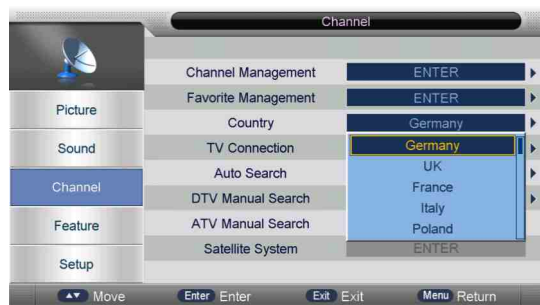 Channel
Channel Management ENTER
Favorite Management ENTER
Country Germany
TV Connection Germany
Auto Search UK
DTV Manual Search France
Italy
ATV Manual Search Poland
Satellite System ENTER
Picture
Sound
Channel
Feature
Setup
Move Enter Enter Exit Exit Menu Return